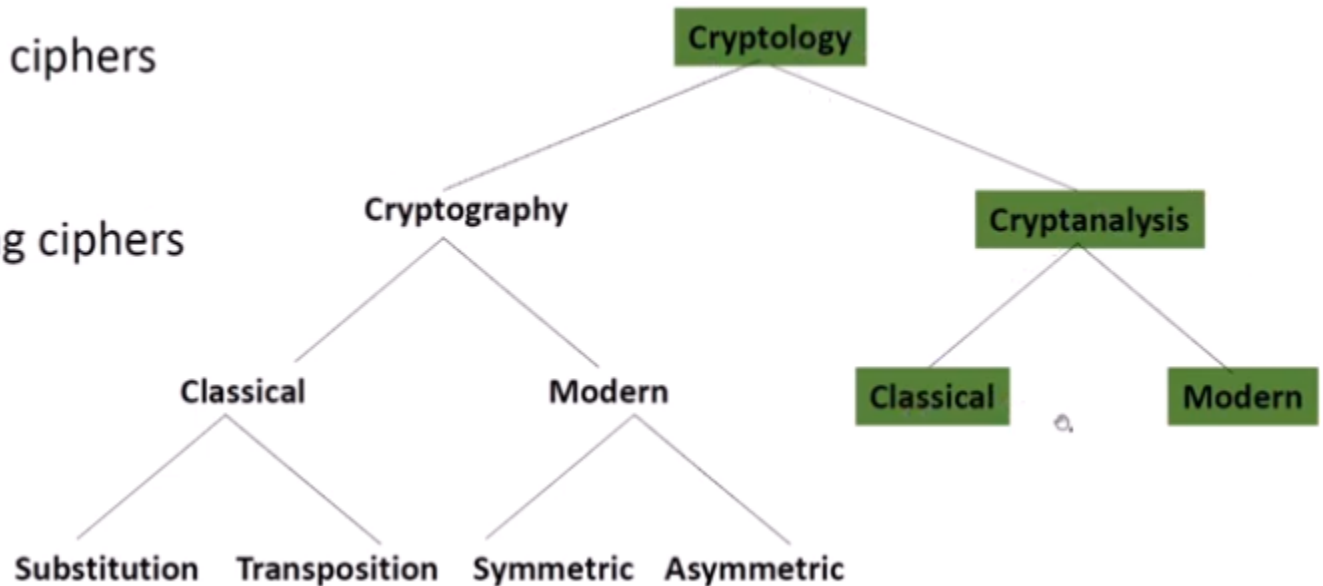 Cryptology
ciphers
Cryptography
Cryptanalysis
g ciphers
Classical
Modern
Classical
Modern
Substitution
Transposition
Symmetric
Asymmetric